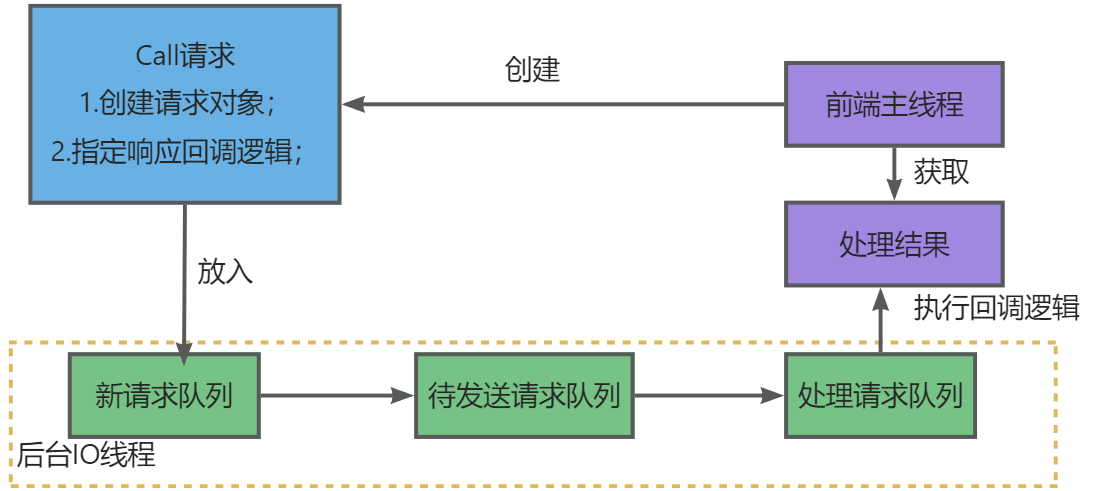 Call请求
1.创建请求对象；
2.指定响应回调逻辑；
创建
前端主线程
获取
处理结果
放入
执行回调逻辑
新请求队列
待发送请求队列
处理请求队列
后台IO线程